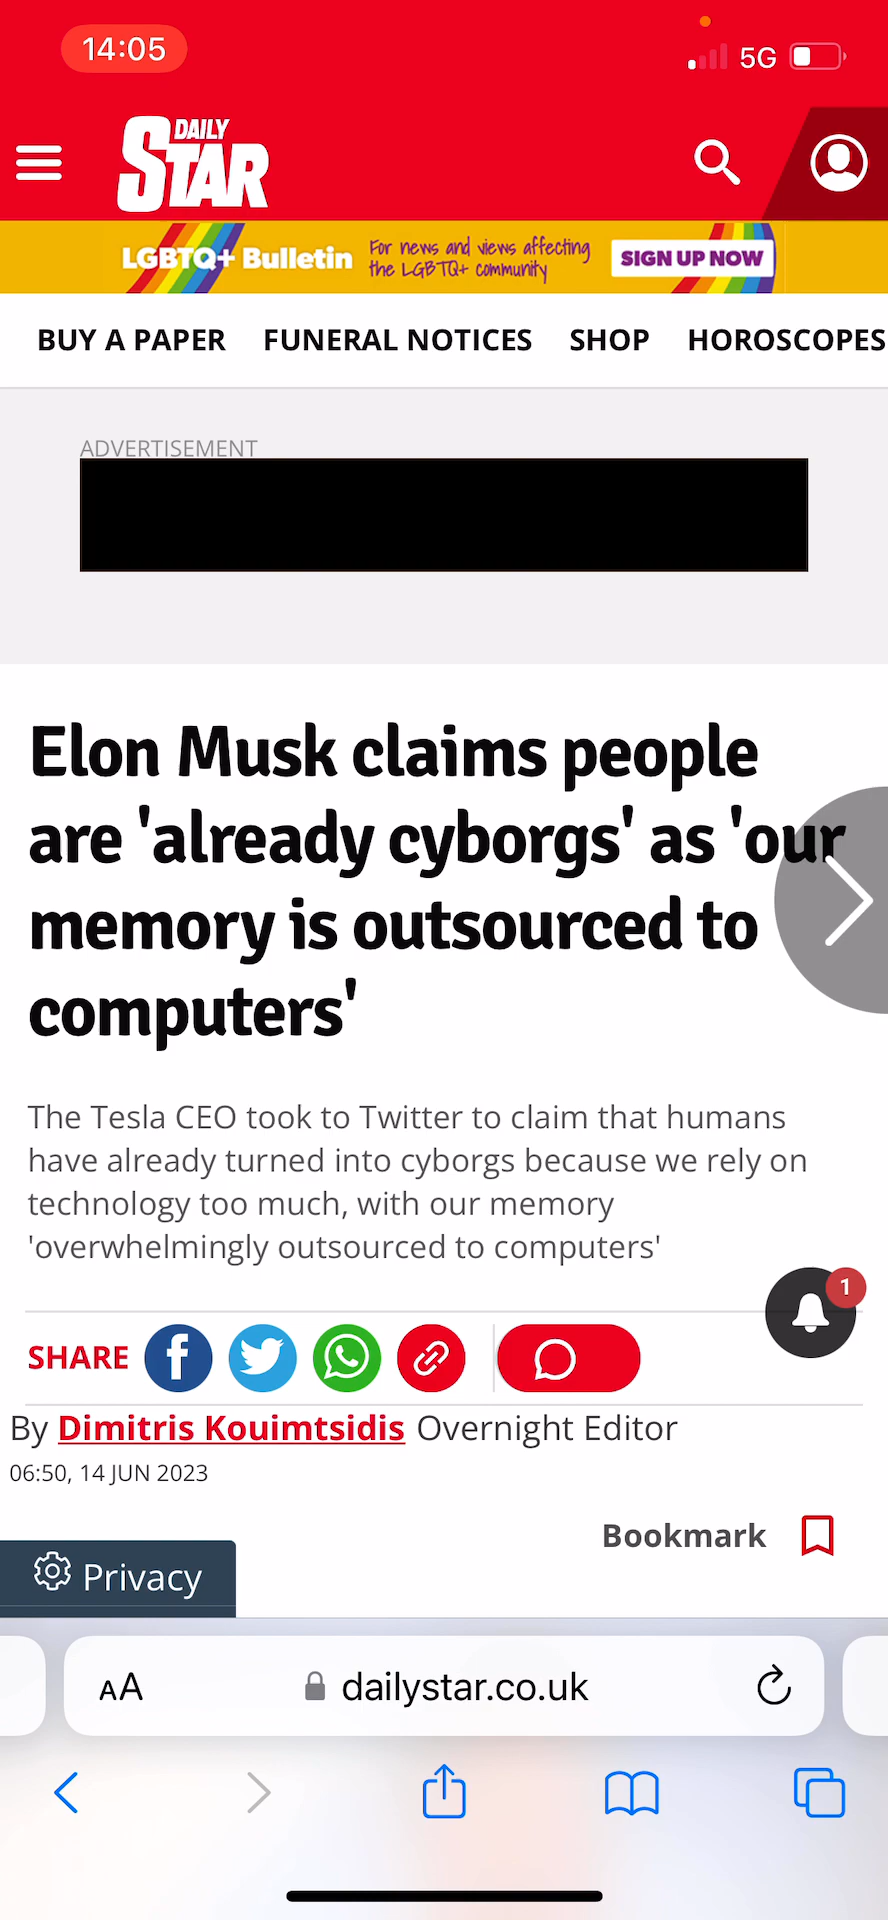 14:05
5G
DAILY
STAR
LGBTQ+ Bulletin
For news and views affecting
the LGBTQ+ community
SIGN UP NOW
BUY A PAPER FUNERAL NOTICES SHOP HOROSCOPES
ADVERTISEMENT
Elon Musk claims people
are 'already cyborgs' as 'our
memory is outsourced to
computers'
The Tesla CEO took to Twitter to claim that humans
have already turned into cyborgs because we rely on
technology too much, with our memory
'overwhelmingly outsourced to computers'
1
SHARE
By Dimitris Kouimtsidis Overnight Editor
06:50, 14 JUN 2023
Bookmark
Privacy
AA dailystar.co.uk